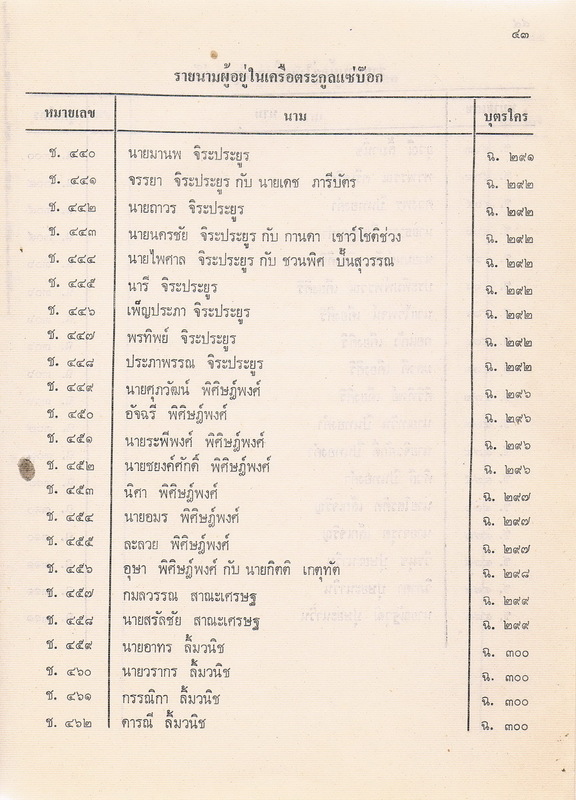 ๔๓
รายนามผู้อยู่ในเครือตระกูลแซ่บ๊อก
หมายเลข นาม บุตรใคร
ช. ๔๔๐ นายมานพ จิระประยูร ฉ. ๒๙๑
ช. ๔๔๑ จรรยา จิระประยูร กับ นายเดช ภารีบัตร ฉ. ๒๙๒
ช. ๔๔๒ นายถาวร จิระประยูร ฉ. ๒๙๒
ช. ๔๔๓ นายนครชัย จิระประยูร กับ กานดา เชาว์โชติช่วง ฉ. ๒๙๒
ช. ๔๔๔ นายไพศาล จิระประยูร กับ ชวนพิศ ปั้นสุวรรณ ฉ. ๒๙๒
ช. ๔๔๕ นารี จิระประยูร ฉ. ๒๙๒
ช. ๔๔๖ เพ็ญประภา จิระประยูร ฉ. ๒๙๒
ช. ๔๔๗ พรทิพย์ จิระประยูร ฉ. ๒๙๒
ช. ๔๔๘ ประภาพรรณ จิระประยูร ฉ. ๒๙๒
ช. ๔๔๙ นายศุภวัฒน์ พิศิษฎ์พงศ์ ฉ. ๒๙๖
ช. ๔๕๐ อัจฉรี พิศิษฎ์พงศ์ ฉ. ๒๙๖
ช. ๔๕๑ นายระพีพงศ์ พิศิษฎ์พงศ์ ฉ. ๒๙๖
ช. ๔๕๒ นายชยงค์ศักดิ์ พิศิษฎ์พงศ์ ฉ. ๒๙๖
ช. ๔๕๓ นิศา พิศิษฎ์พงศ์ ฉ. ๒๙๗
ช. ๔๕๔ นายอมร พิศิษฎ์พงศ์ ฉ. ๒๙๗
ช. ๔๕๕ ละลวย พิศิษฎ์พงศ์ ฉ. ๒๙๗
ช. ๔๕๖ อุษา พิศิษฎ์พงศ์ กับ นายกิตติ เกตุทัต ฉ. ๒๙๘
ช. ๔๕๗ กมลวรรณ สาณะเศรษฐ ฉ. ๒๙๙
ช. ๔๕๘ นายสรัลชัย สาณะเศรษฐ ฉ. ๒๙๙
ช. ๔๕๙ นายอาทร ลิ้มวนิช ฉ. ๓๐๐
ช. ๔๖๐ นายวรากร ลิ้มวนิช ฉ. ๓๐๐
ช. ๔๖๑ กรรณิกา ลิ้มวนิช ฉ. ๓๐๐
ช. ๔๖๒ ดารณี ลิ้มวนิช ฉ. ๓๐๐